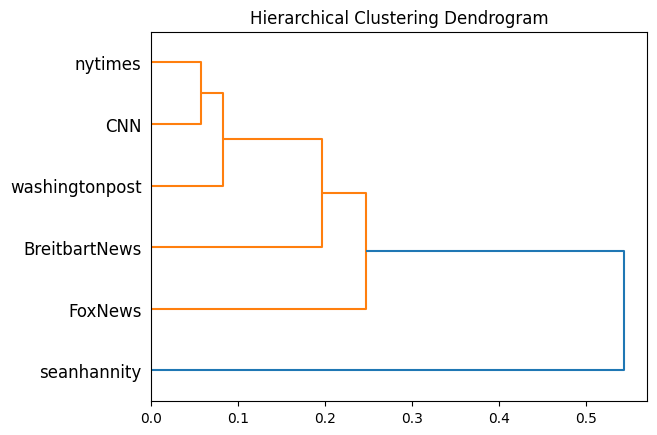 Hierarchical Clustering Dendrogram
nytimes
CNN
washingtonpost
BreitbartNews
FoxNews
seanhannity
0.0 0.1 0.2 0.3 0.4 0.5